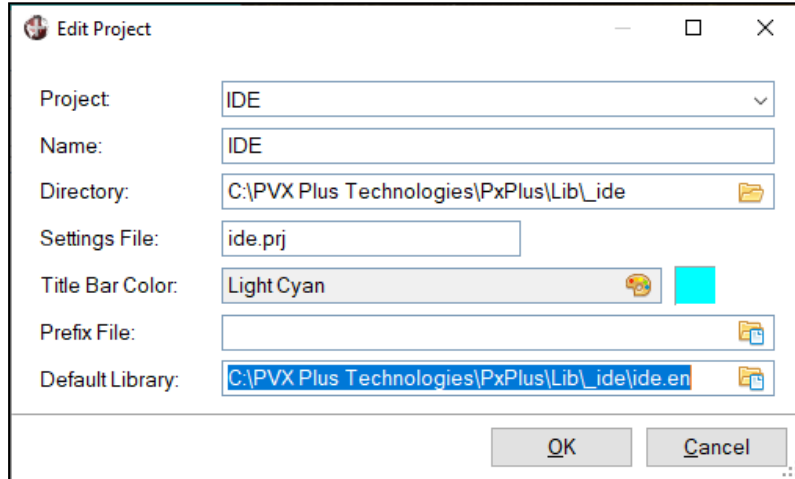 Edit Project
Project: IDE
Name: IDE
Directory: C:\PVX Plus Technologies\PxPlus\Lib\_ide
Settings File: ide.prj
Title Bar Color: Light Cyan
Prefix File:
Default Library: C:\PVX Plus Technologies\PxPlus\Lib\_ide\ide.en
OK Cancel